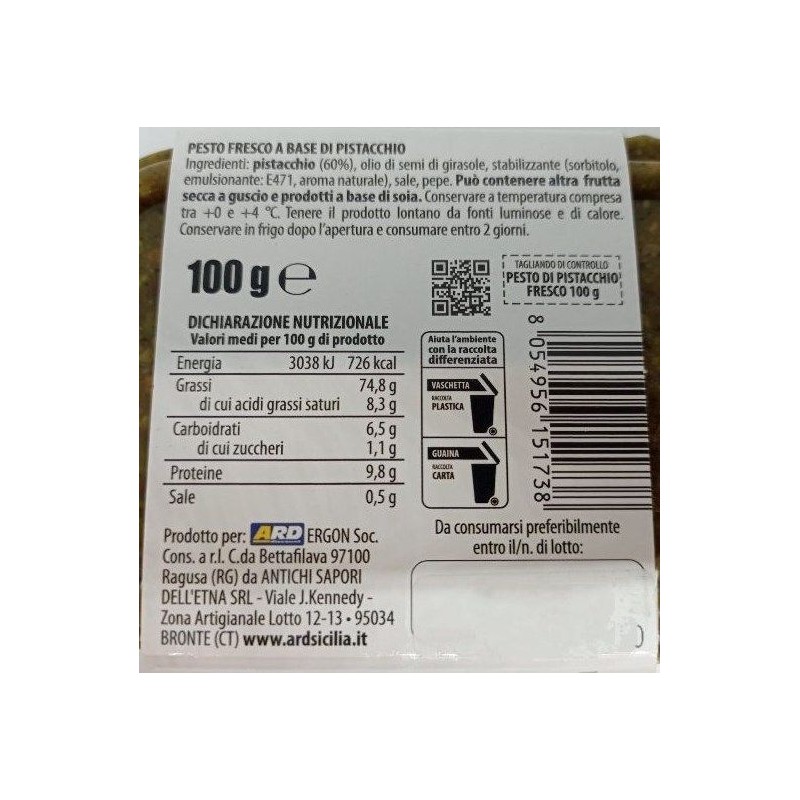 PESTO FRESCO A BASE DI PISTACCHIO
Ingredienti: pistacchio (60%), olio di semi di girasole, stabilizzante (sorbitolo,
emulsionante: E471, aroma naturale), sale, pepe. Può contenere altra frutta
secca a guscio e prodotti a base di soia. Conservare a temperatura compresa
tra +0 e +4 °C. Tenere il prodotto lontano da fonti luminose e di calore.
Conservare in frigo dopo l'apertura e consumare entro 2 giorni.
100 g ℮
TAGLIANDO DI CONTROLLO
PESTO DI PISTACCHIO
FRESCO 100 g
DICHIARAZIONE NUTRIZIONALE
Valori medi per 100 g di prodotto
Energia 3038 kJ 726 kcal
Grassi 74,8 g
di cui acidi grassi saturi 8,3 g
Carboidrati 6,5 g
di cui zuccheri 1,1 g
Proteine 9,8 g
Sale 0,5 g
Aiuta l'ambiente
con la raccolta
differenziata
VASCHETTA
RACCOLTA
PLASTICA
GUAINA
RACCOLTA
CARTA
8 054956 151738
Prodotto per: ARD ERGON Soc.
Cons. a r.l. C.da Bettafilava 97100
Ragusa (RG) da ANTICHI SAPORI
DELL'ETNA SRL - Viale J.Kennedy -
Zona Artigianale Lotto 12-13 • 95034
BRONTE (CT) www.ardsicilia.it
Da consumarsi preferibilmente
entro il/n. di lotto: